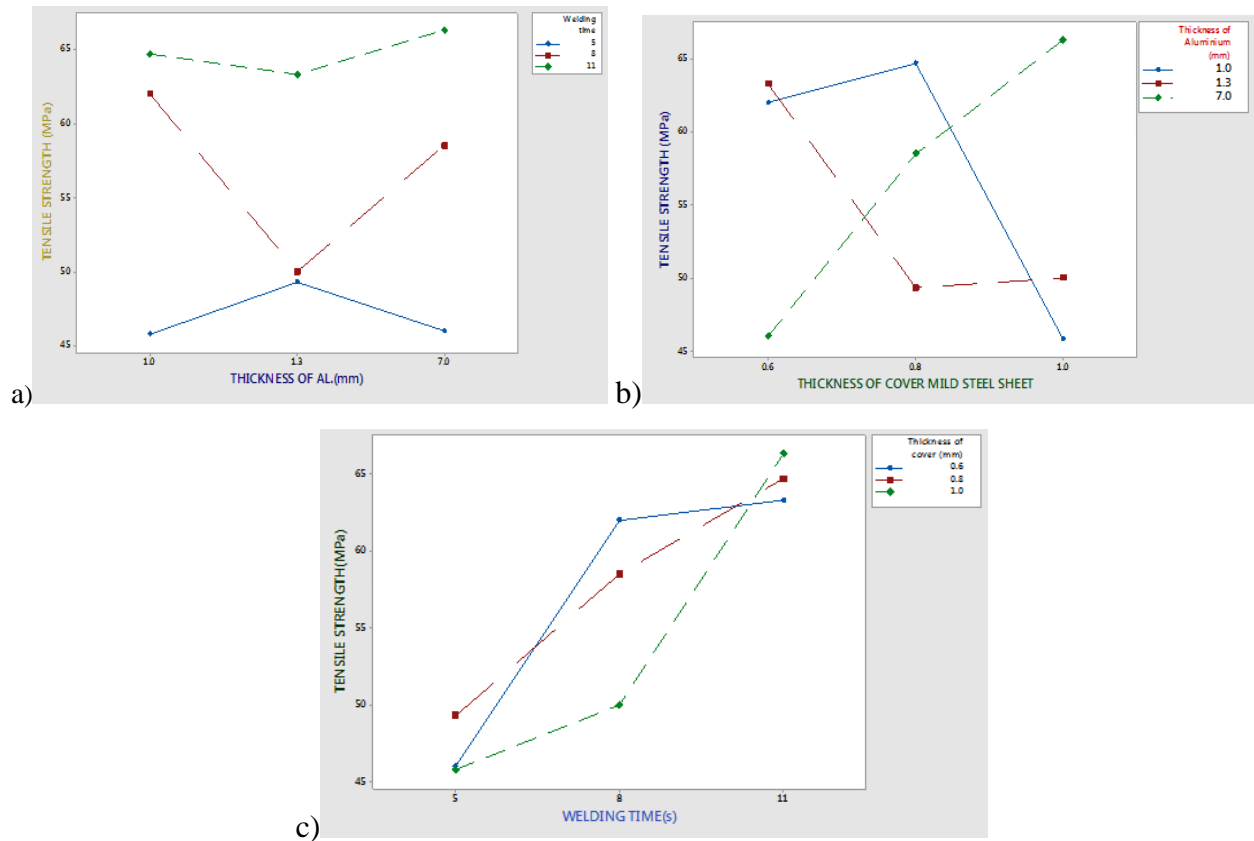 Welding
time
5
8
11
65
60
55
50
45
TENSILE STRENGTH (MPa)
1.0
1.3
7.0
THICKNESS OF AL.(mm)
a)
Thickness of
Aluminium
(mm)
1.0
1.3
7.0
65
60
55
50
45
TENSILE STRENGTH (MPa)
0.6
0.8
1.0
THICKNESS OF COVER MILD STEEL SHEET
b)
Thickness of
cover (mm)
0.6
0.8
1.0
65
60
55
50
45
TENSILE STRENGTH(MPa)
5
8
11
WELDING TIME(s)
c)